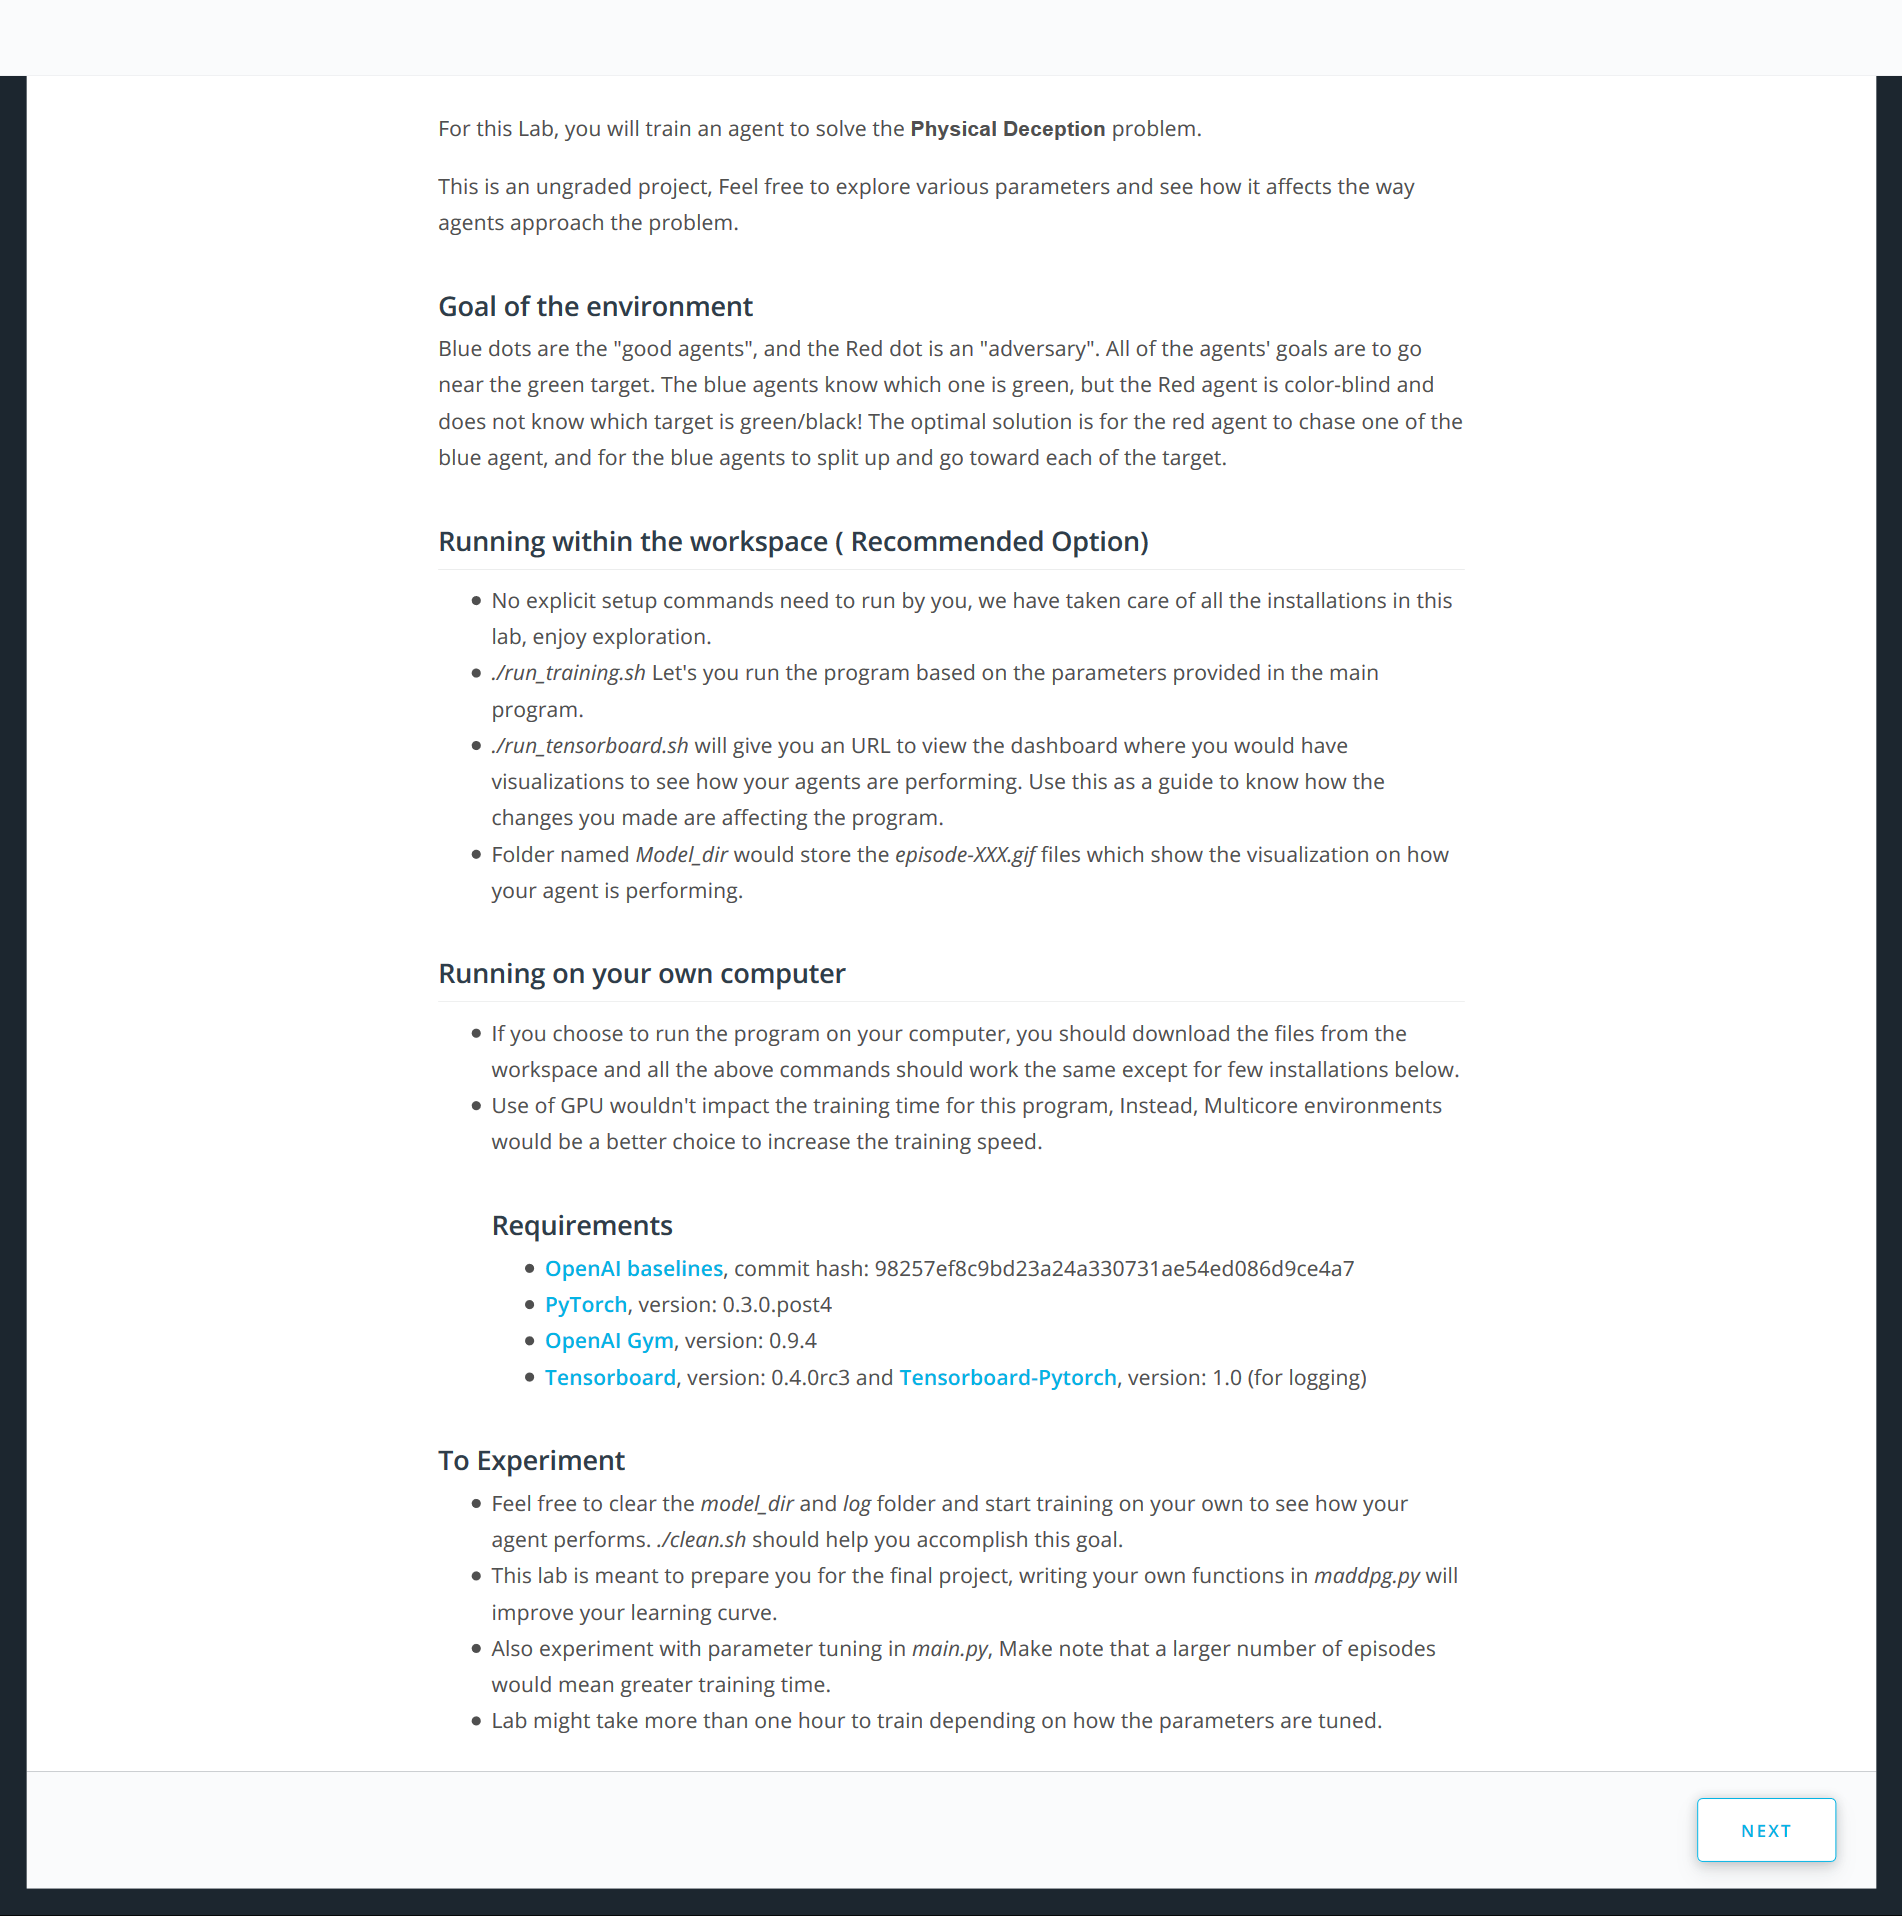 For this Lab, you will train an agent to solve the Physical Deception problem.
This is an ungraded project, Feel free to explore various parameters and see how it affects the way
agents approach the problem.
Goal of the environment
Blue dots are the "good agents", and the Red dot is an "adversary". All of the agents' goals are to go
near the green target. The blue agents know which one is green, but the Red agent is color-blind and
does not know which target is green/black! The optimal solution is for the red agent to chase one of the
blue agent, and for the blue agents to split up and go toward each of the target.
Running within the workspace ( Recommended Option)
• No explicit setup commands need to run by you, we have taken care of all the installations in this
lab, enjoy exploration.
• ./run_training.sh Let's you run the program based on the parameters provided in the main
program.
• ./run_tensorboard.sh will give you an URL to view the dashboard where you would have
visualizations to see how your agents are performing. Use this as a guide to know how the
changes you made are affecting the program.
• Folder named Model_dir would store the episode-XXX.gif files which show the visualization on how
your agent is performing.
Running on your own computer
• If you choose to run the program on your computer, you should download the files from the
workspace and all the above commands should work the same except for few installations below.
• Use of GPU wouldn't impact the training time for this program, Instead, Multicore environments
would be a better choice to increase the training speed.
Requirements
• OpenAI baselines, commit hash: 98257ef8c9bd23a24a330731ae54ed086d9ce4a7
• PyTorch, version: 0.3.0.post4
• OpenAI Gym, version: 0.9.4
• Tensorboard, version: 0.4.0rc3 and Tensorboard-Pytorch, version: 1.0 (for logging)
To Experiment
• Feel free to clear the model_dir and log folder and start training on your own to see how your
agent performs. ./clean.sh should help you accomplish this goal.
• This lab is meant to prepare you for the final project, writing your own functions in maddpg.py will
improve your learning curve.
• Also experiment with parameter tuning in main.py, Make note that a larger number of episodes
would mean greater training time.
• Lab might take more than one hour to train depending on how the parameters are tuned.
NEXT